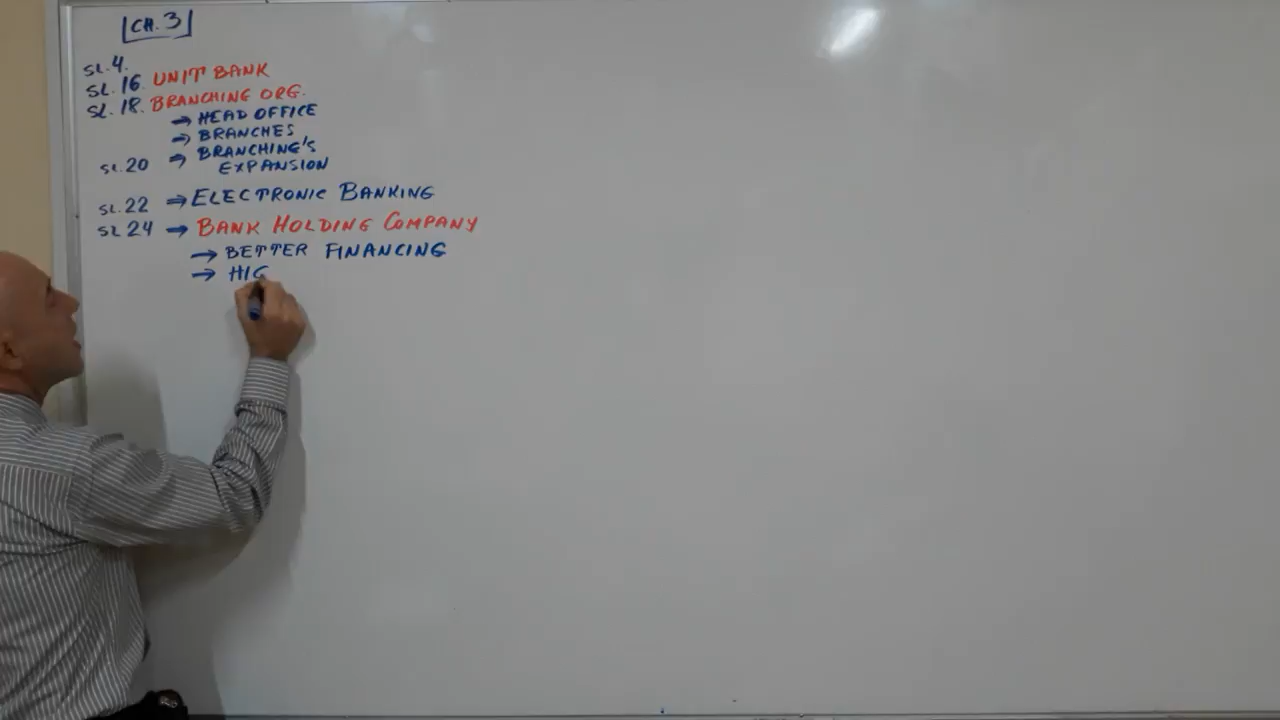 CH. 3
SL. 4.
SL. 16. UNIT BANK
SL. 18. BRANCHING ORG.
→ HEAD OFFICE
→ BRANCHES
→ BRANCHING'S
SL. 20 EXPANSION
SL. 22 ⇒ ELECTRONIC BANKING
SL 24 → BANK HOLDING COMPANY
→ BETTER FINANCING
→ HIG